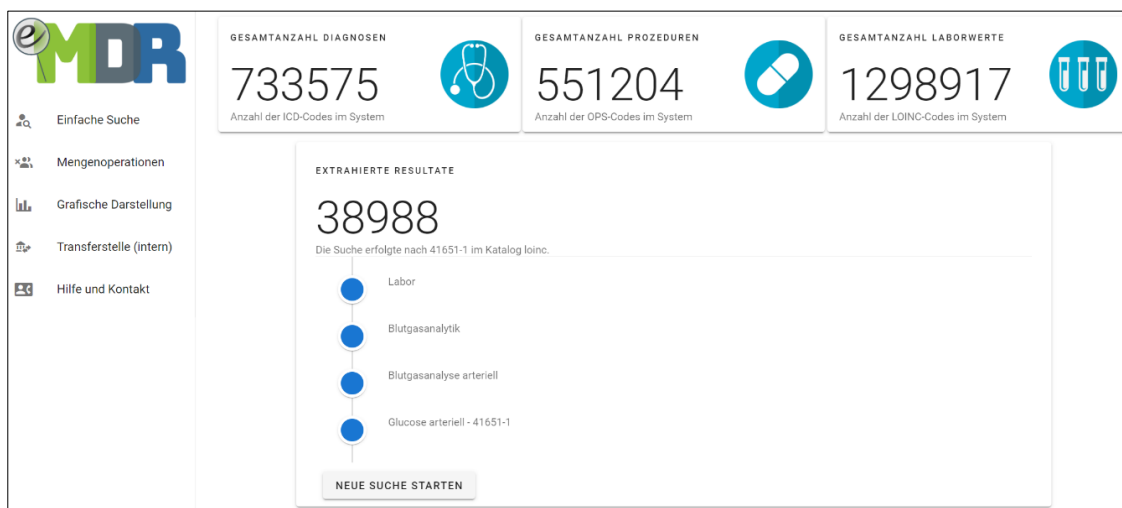 eMDR
Einfache Suche
Mengenoperationen
Grafische Darstellung
Transferstelle (intern)
Hilfe und Kontakt
GESAMTANZAHL DIAGNOSEN
733575
Anzahl der ICD-Codes im System
GESAMTANZAHL PROZEDUREN
551204
Anzahl der OPS-Codes im System
GESAMTANZAHL LABORWERTE
1298917
Anzahl der LOINC-Codes im System
EXTRAHIERTE RESULTATE
38988
Die Suche erfolgte nach 41651-1 im Katalog loinc.
Labor
Blutgasanalytik
Blutgasanalyse arteriell
Glucose arteriell - 41651-1
NEUE SUCHE STARTEN